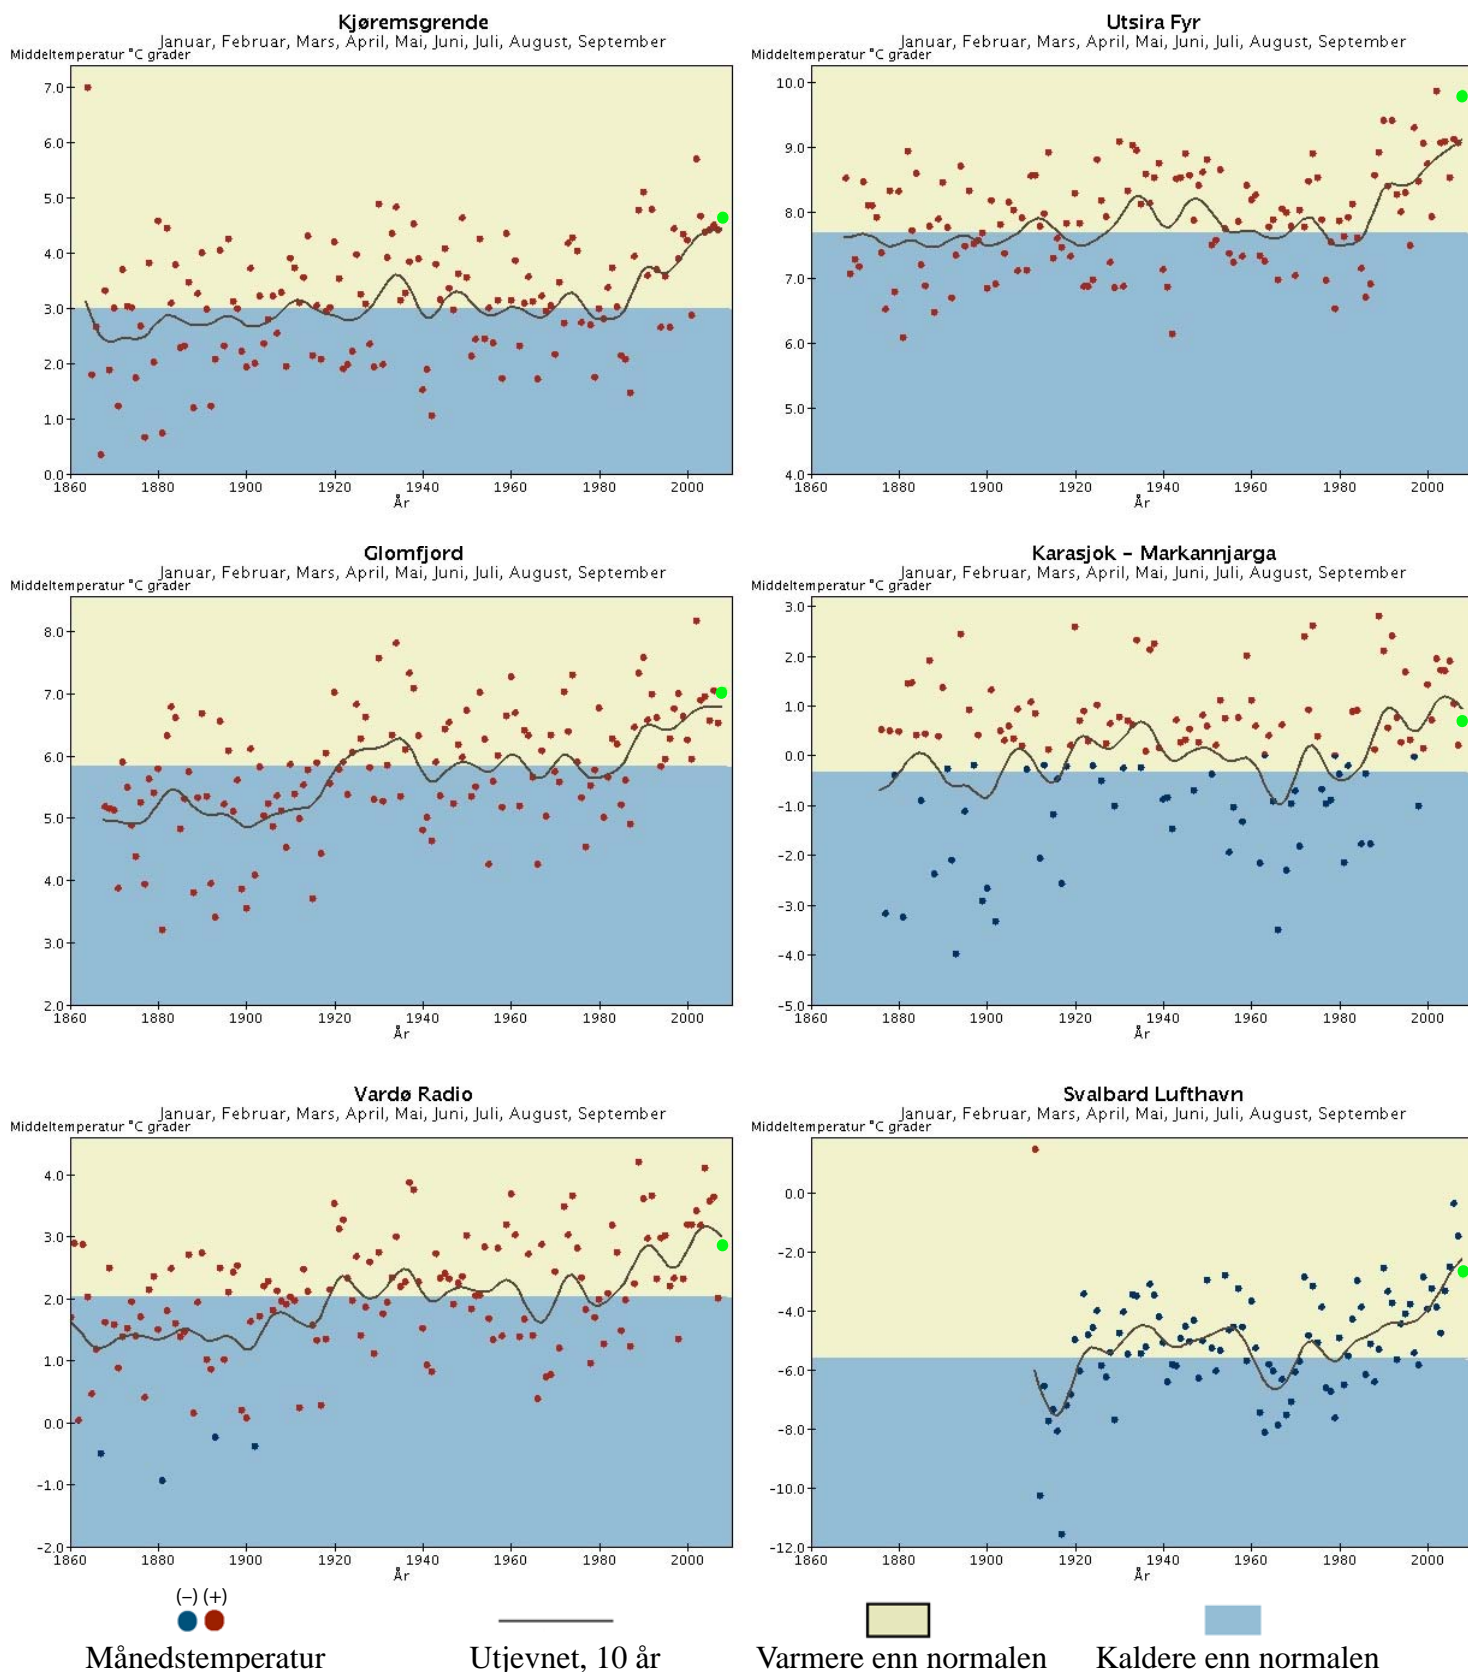 Kjøremsgrende
Januar, Februar, Mars, April, Mai, Juni, Juli, August, September
Middeltemperatur °C grader
7.0
6.0
5.0
4.0
3.0
2.0
1.0
0.0
1860 1880 1900 1920 1940 1960 1980 2000
År
Utsira Fyr
Januar, Februar, Mars, April, Mai, Juni, Juli, August, September
Middeltemperatur °C grader
10.0
9.0
8.0
7.0
6.0
5.0
4.0
1860 1880 1900 1920 1940 1960 1980 2000
År
Glomfjord
Januar, Februar, Mars, April, Mai, Juni, Juli, August, September
Middeltemperatur °C grader
8.0
7.0
6.0
5.0
4.0
3.0
2.0
1860 1880 1900 1920 1940 1960 1980 2000
År
Karasjok - Markannjarga
Januar, Februar, Mars, April, Mai, Juni, Juli, August, September
Middeltemperatur °C grader
3.0
2.0
1.0
0.0
-1.0
-2.0
-3.0
-4.0
-5.0
1860 1880 1900 1920 1940 1960 1980 2000
År
Vardø Radio
Januar, Februar, Mars, April, Mai, Juni, Juli, August, September
Middeltemperatur °C grader
4.0
3.0
2.0
1.0
0.0
-1.0
-2.0
1860 1880 1900 1920 1940 1960 1980 2000
År
Svalbard Lufthavn
Januar, Februar, Mars, April, Mai, Juni, Juli, August, September
Middeltemperatur °C grader
0.0
-2.0
-4.0
-6.0
-8.0
-10.0
-12.0
1860 1880 1900 1920 1940 1960 1980 2000
År
(–) (+)
Månedstemperatur Utjevnet, 10 år Varmere enn normalen Kaldere enn normalen